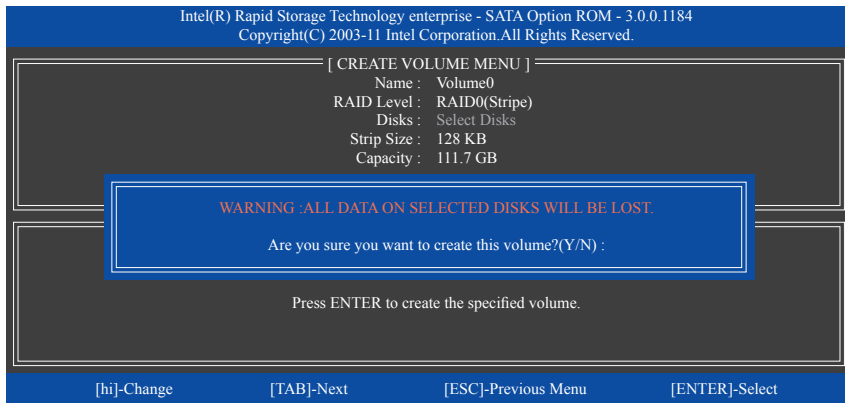 Intel(R) Rapid Storage Technology enterprise - SATA Option ROM - 3.0.0.1184
Copyright(C) 2003-11 Intel Corporation.All Rights Reserved.
[ CREATE VOLUME MENU ]
Name : Volume0
RAID Level : RAID0(Stripe)
Disks : Select Disks
Strip Size : 128 KB
Capacity : 111.7 GB
WARNING :ALL DATA ON SELECTED DISKS WILL BE LOST.
Are you sure you want to create this volume?(Y/N) :
Press ENTER to create the specified volume.
[hi]-Change [TAB]-Next [ESC]-Previous Menu [ENTER]-Select